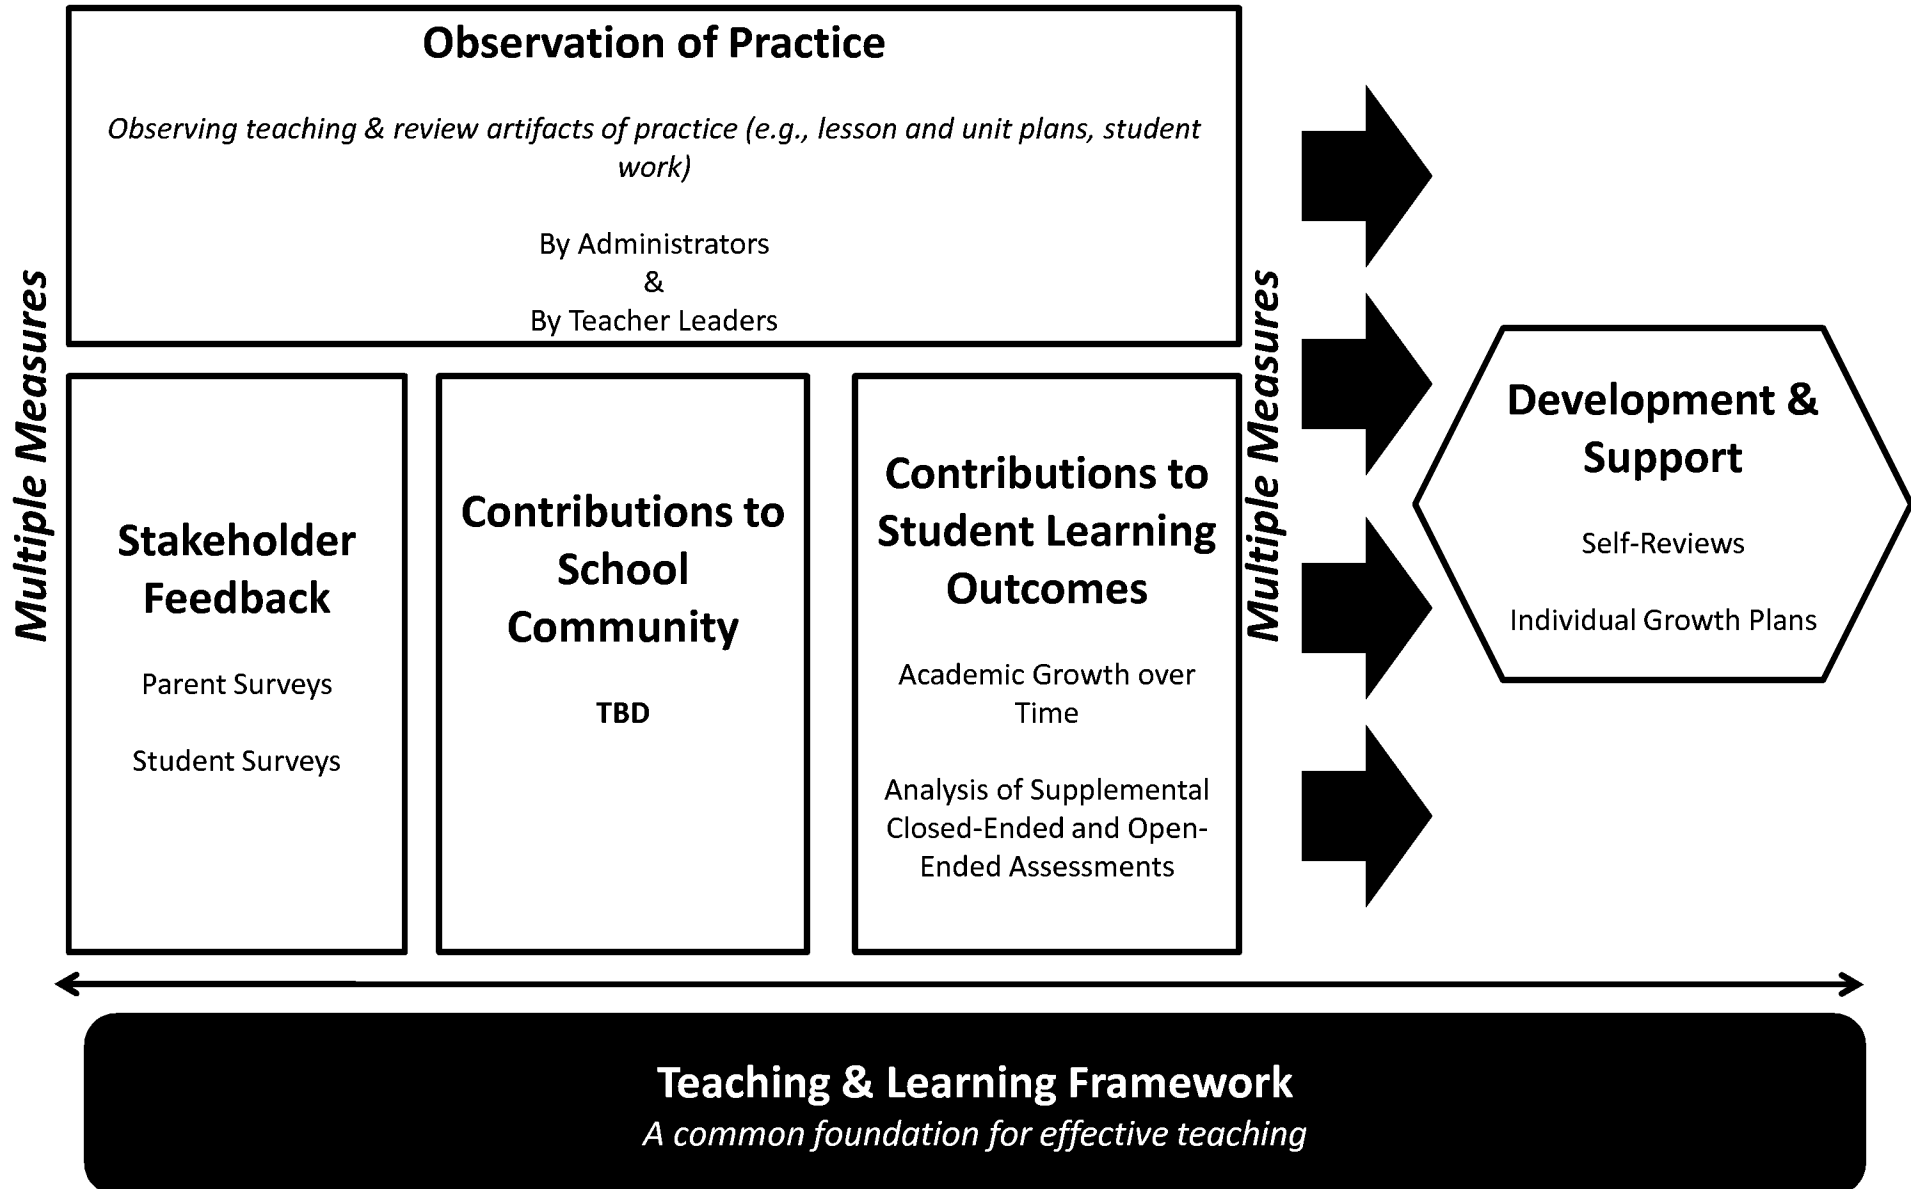 Observation of Practice
Observing teaching & review artifacts of practice (e.g., lesson and unit plans, student
work)
By Administrators
&
By Teacher Leaders
Multiple Measures
Stakeholder
Feedback
Parent Surveys
Student Surveys
Contributions to
School
Community
TBD
Contributions to
Student Learning
Outcomes
Academic Growth over
Time
Analysis of Supplemental
Closed-Ended and Open-
Ended Assessments
Multiple Measures
Development &
Support
Self-Reviews
Individual Growth Plans
Teaching & Learning Framework
A common foundation for effective teaching